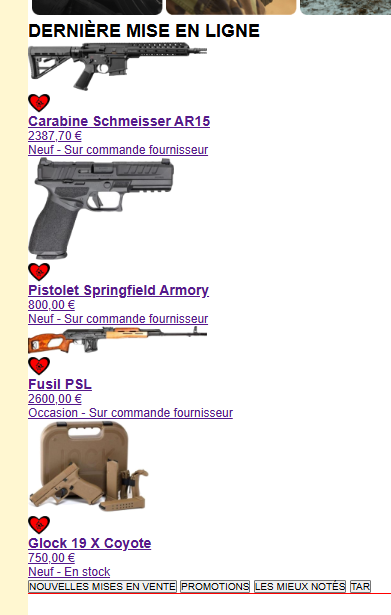 DERNIÈRE MISE EN LIGNE
Carabine Schmeisser AR15
2387,70 €
Neuf - Sur commande fournisseur
Pistolet Springfield Armory
800,00 €
Neuf - Sur commande fournisseur
Fusil PSL
2600,00 €
Occasion - Sur commande fournisseur
Glock 19 X Coyote
750,00 €
Neuf - En stock
NOUVELLES MISES EN VENTE PROMOTIONS LES MIEUX NOTÉS TAR